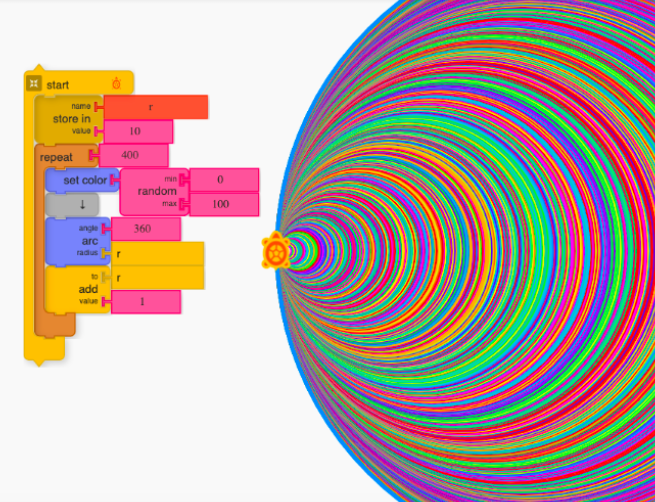 start
name r
store in
value 10
repeat 400
set color random min 0
max 100
↓
angle 360
arc
radius r
to r
add
value 1